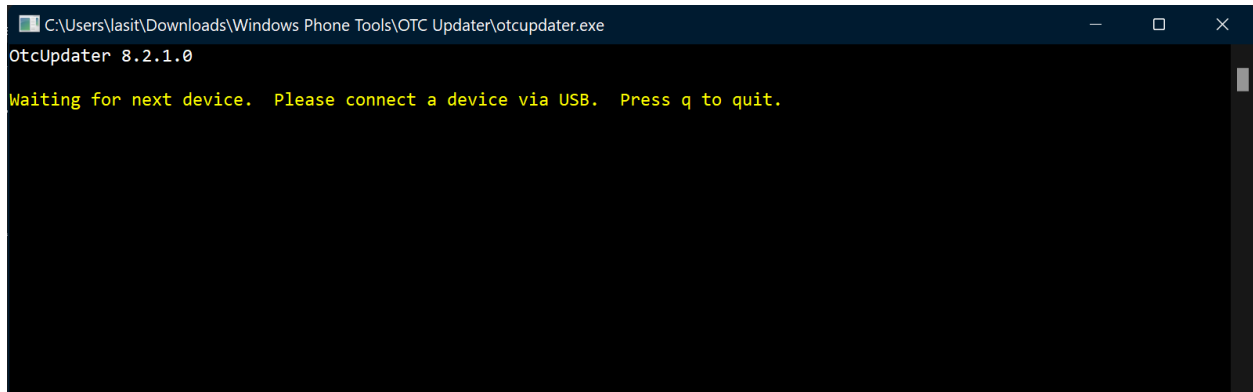 C:\Users\lasit\Downloads\Windows Phone Tools\OTC Updater\otcupdater.exe
OtcUpdater 8.2.1.0
Waiting for next device.  Please connect a device via USB.  Press q to quit.